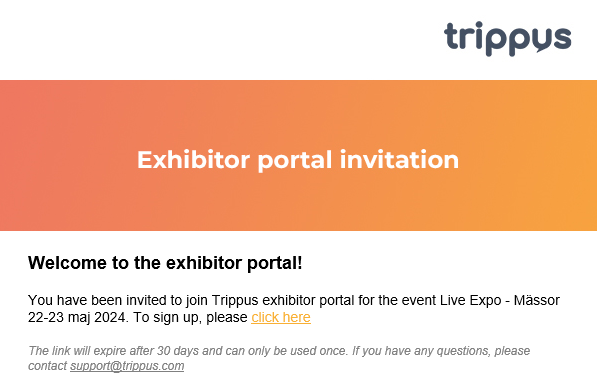 trippus
Exhibitor portal invitation
Welcome to the exhibitor portal!
You have been invited to join Trippus exhibitor portal for the event Live Expo - Mässor
22-23 maj 2024. To sign up, please click here
The link will expire after 30 days and can only be used once. If you have any questions, please
contact support@trippus.com